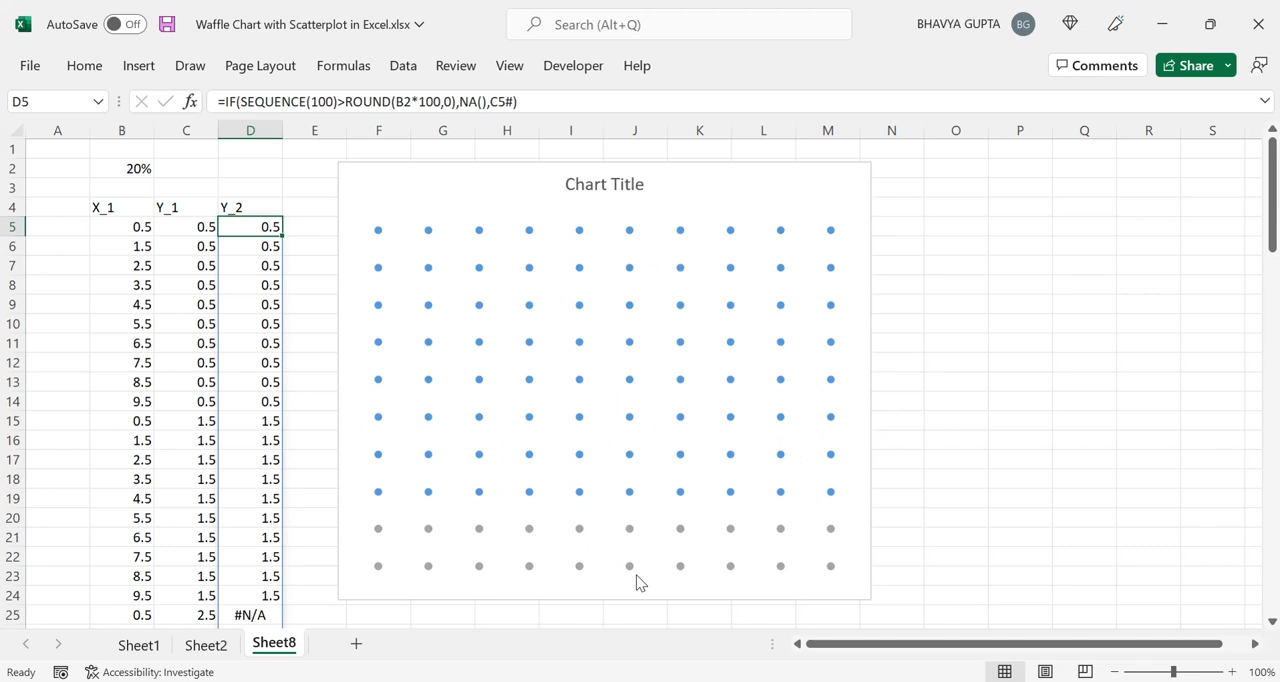 AutoSave Off Waffle Chart with Scatterplot in Excel.xlsx Search (Alt+Q) BHAVYA GUPTA BG
File Home Insert Draw Page Layout Formulas Data Review View Developer Help Comments Share
D5 fx =IF(SEQUENCE(100)>ROUND(B2*100,0),NA(),C5#)
A B C D E F G H I J K L M N O P Q R S
1
2 20%
3
4 X_1 Y_1 Y_2
5 0.5 0.5 0.5
6 1.5 0.5 0.5
7 2.5 0.5 0.5
8 3.5 0.5 0.5
9 4.5 0.5 0.5
10 5.5 0.5 0.5
11 6.5 0.5 0.5
12 7.5 0.5 0.5
13 8.5 0.5 0.5
14 9.5 0.5 0.5
15 0.5 1.5 1.5
16 1.5 1.5 1.5
17 2.5 1.5 1.5
18 3.5 1.5 1.5
19 4.5 1.5 1.5
20 5.5 1.5 1.5
21 6.5 1.5 1.5
22 7.5 1.5 1.5
23 8.5 1.5 1.5
24 9.5 1.5 1.5
25 0.5 2.5 #N/A
Chart Title
Sheet1 Sheet2 Sheet8
Ready Accessibility: Investigate 100%